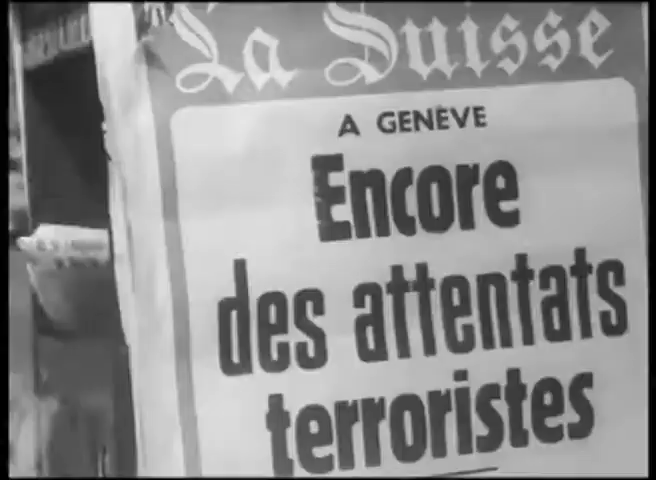 La Suisse
A GENÈVE
Encore
des attentats
terroristes